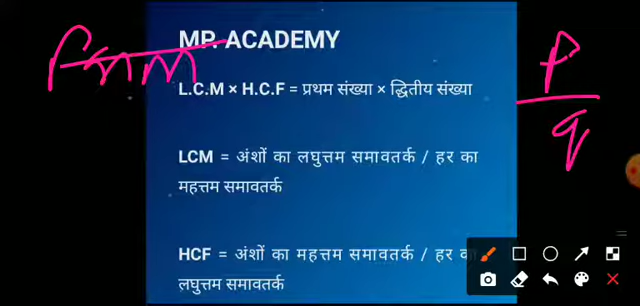 MP. ACADEMY
L.C.M × H.C.F = प्रथम संख्या × द्धितीय संख्या
LCM = अंशों का लघुत्तम समावतर्क / हर का
महत्तम समावतर्क
HCF = अंशों का महत्तम समावतर्क / हर का
लघुत्तम समावतर्क
P
q